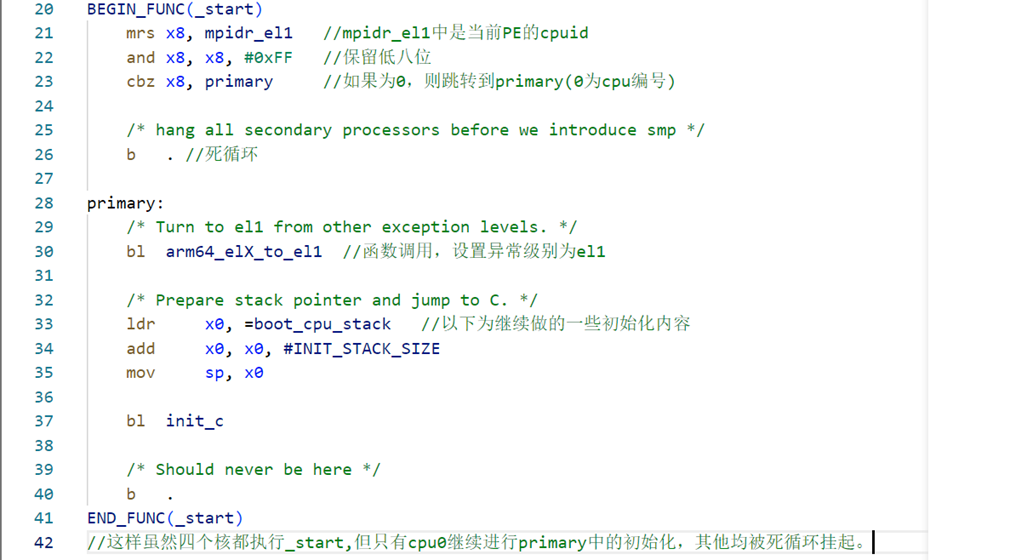 20 BEGIN_FUNC(_start)
21 mrs x8, mpidr_el1 //mpidr_el1中是当前PE的cpuid
22 and x8, x8, #0xFF //保留低八位
23 cbz x8, primary //如果为0，则跳转到primary(0为cpu编号)
24
25 /* hang all secondary processors before we introduce smp */
26 b . //死循环
27
28 primary:
29 /* Turn to el1 from other exception levels. */
30 bl arm64_elX_to_el1 //函数调用，设置异常级别为el1
31
32 /* Prepare stack pointer and jump to C. */
33 ldr x0, =boot_cpu_stack //以下为继续做的一些初始化内容
34 add x0, x0, #INIT_STACK_SIZE
35 mov sp, x0
36
37 bl init_c
38
39 /* Should never be here */
40 b .
41 END_FUNC(_start)
42 //这样虽然四个核都执行_start,但只有cpu0继续进行primary中的初始化，其他均被死循环挂起。